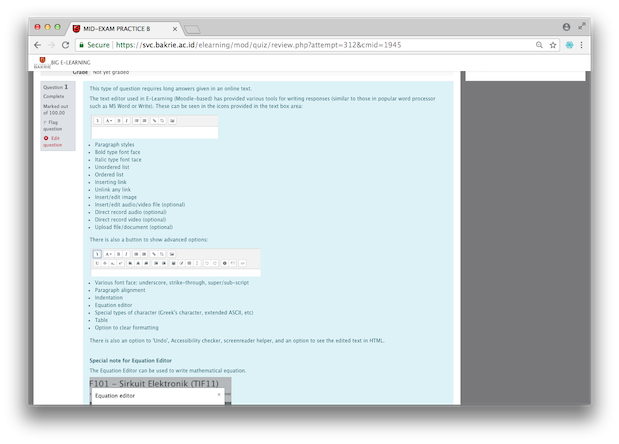 MID-EXAM PRACTICE B
Secure | https://svc.bakrie.ac.id/elearning/mod/quiz/review.php?attempt=312&cmid=1945
BAKRIE BIG E-LEARNING
Grade Not yet graded
Question 1
Complete
Marked out
of 100.00
Flag
question
Edit
question
This type of question requires long answers given in an online text.
The text editor used in E-Learning (Moodle-based) has provided various tools for writing responses (similar to those in popular word processor
such as MS Word or Write). These can be seen in the icons provided in the text box area:
• Paragraph styles
• Bold type font face
• Italic type font face
• Unordered list
• Ordered list
• Inserting link
• Unlink any link
• Insert/edit image
• Insert/edit audio/video file (optional)
• Direct record audio (optional)
• Direct record video (optional)
• Upload file/document (optional)
There is also a button to show advanced options:
• Various font face: underscore, strike-through, super/sub-script
• Paragraph alignment
• Indentation
• Equation editor
• Special types of character (Greek's character, extended ASCII, etc)
• Table
• Option to clear formatting
There is also an option to 'Undo', Accessibility checker, screenreader helper, and an option to see the edited text in HTML.
Special note for Equation Editor
The Equation Editor can be used to write mathematical equation.
F101 - Sirkuit Elektronik (TIF11)
Equation editor ×